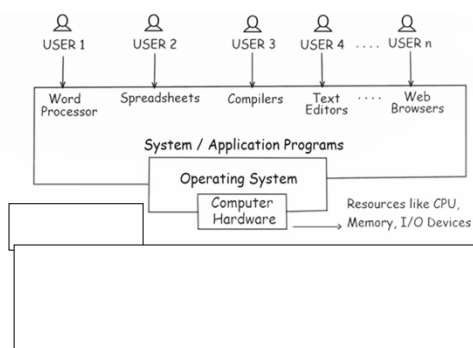 USER 1 USER 2 USER 3 USER 4 .... USER n
Word Processor Spreadsheets Compilers Text Editors .... Web Browsers
System / Application Programs
Operating System
Computer Hardware
Resources like CPU,
Memory, I/O Devices